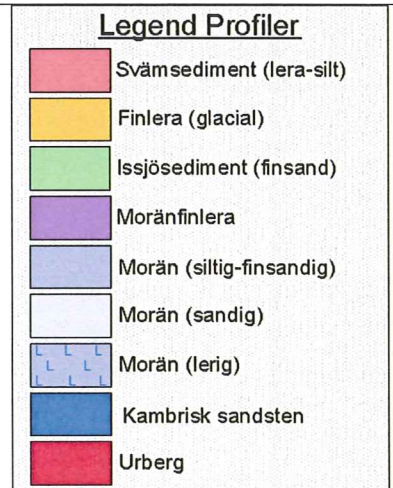 Legend Profiler
Svämsediment (lera-silt)
Finlera (glacial)
Issjösediment (finsand)
Moränfinlera
Morän (siltig-finsandig)
Morän (sandig)
L L L
L L
L L L
Morän (lerig)
Kambrisk sandsten
Urberg